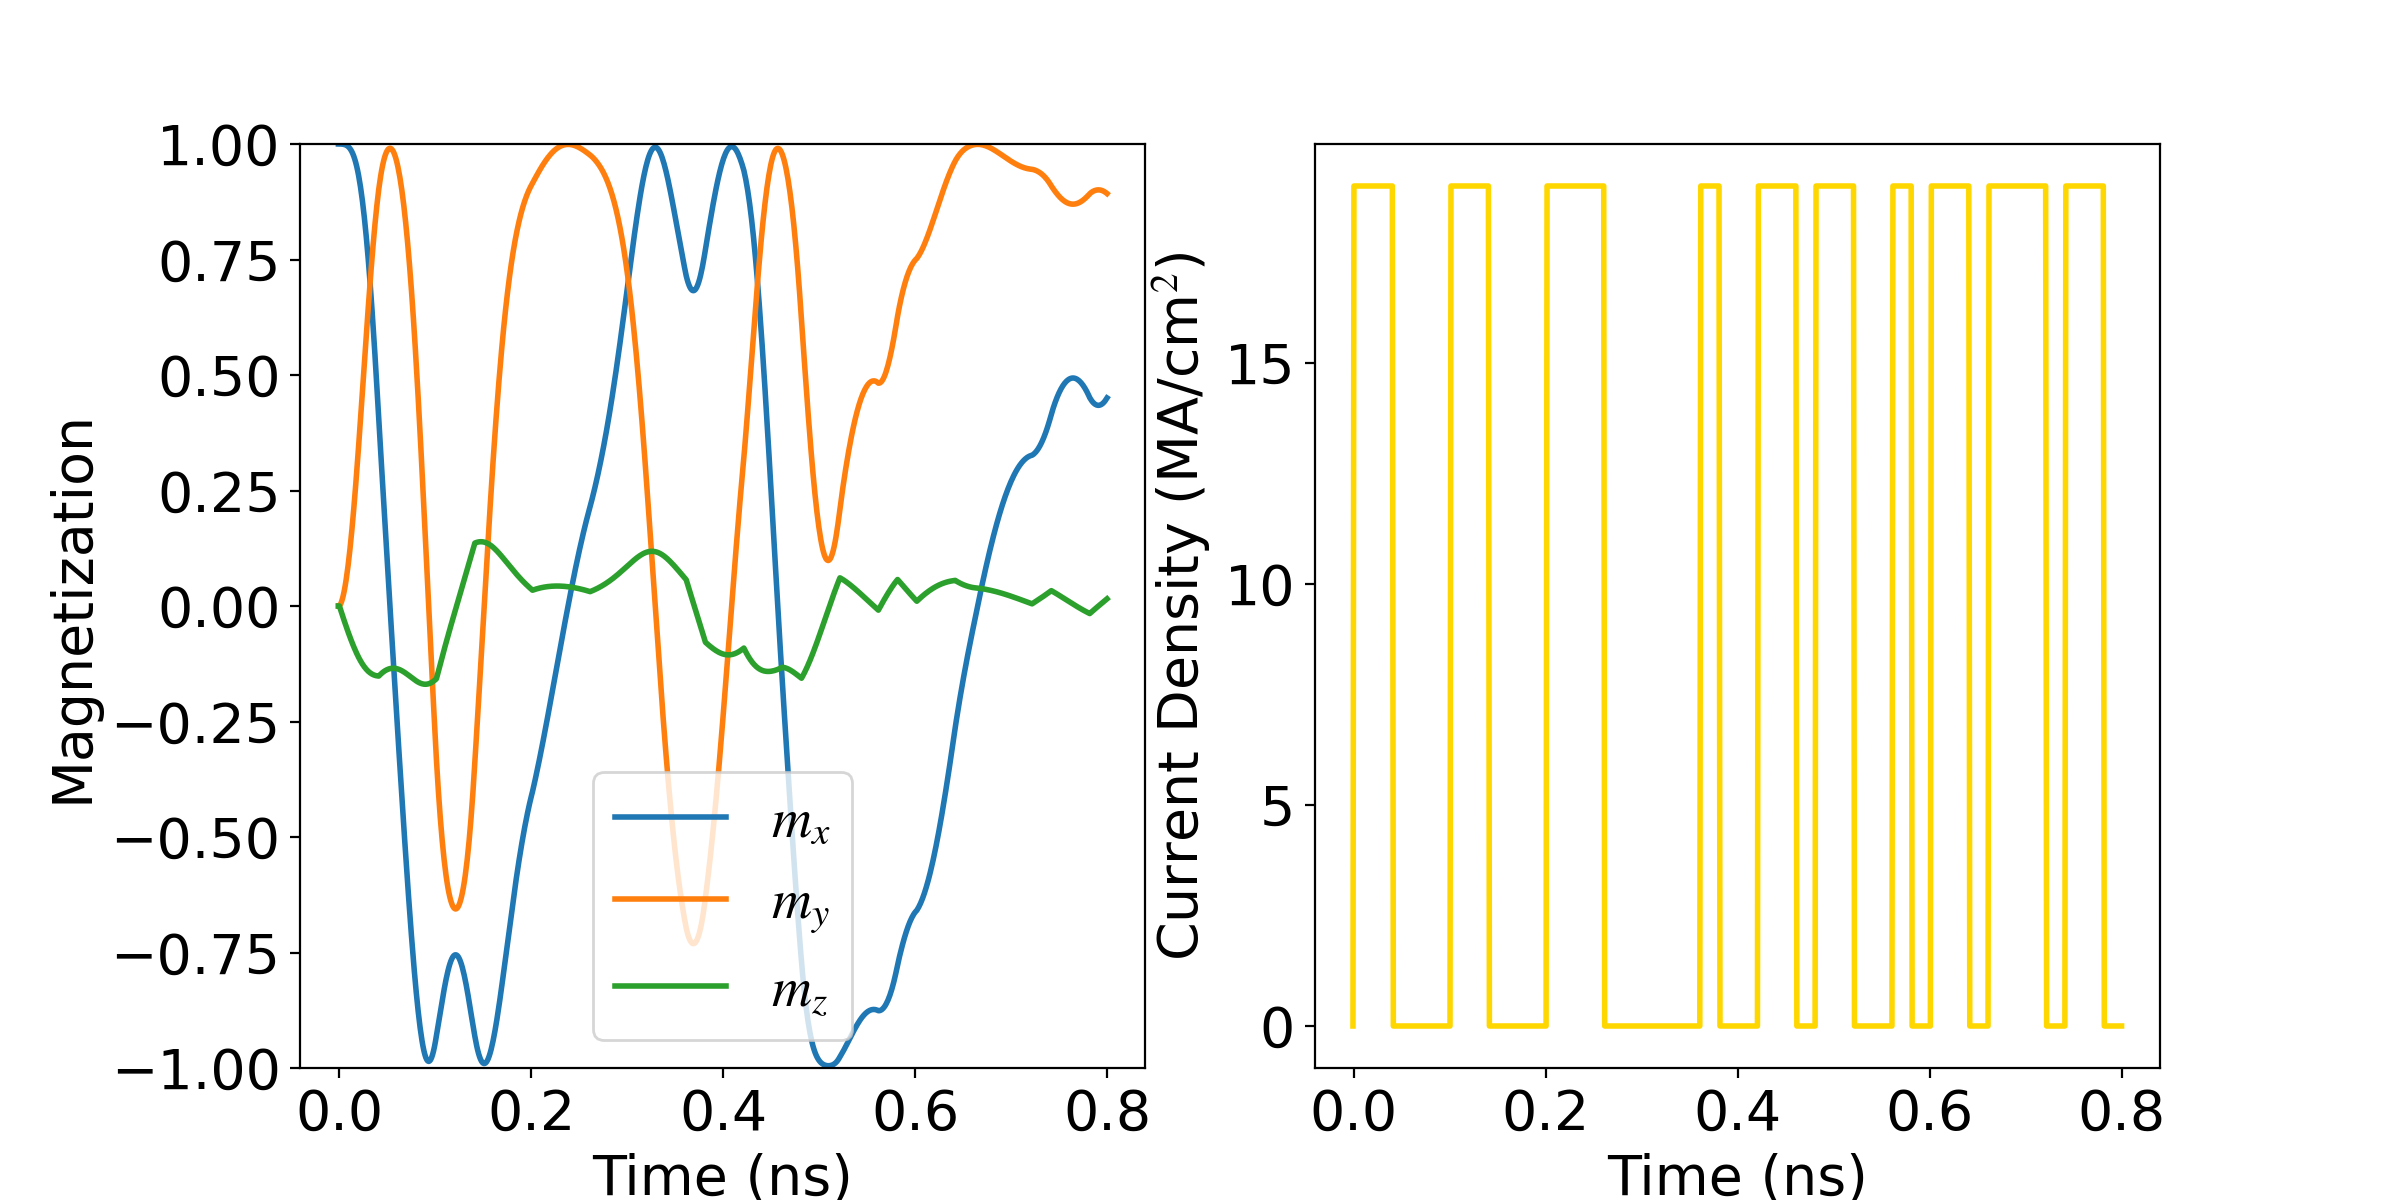 Magnetization
1.00
0.75
0.50
0.25
0.00
−0.25
−0.50
−0.75
−1.00
0.0 0.2 0.4 0.6 0.8
Time (ns)
m_x
m_y
m_z
Current Density (MA/cm²)
15
10
5
0
0.0 0.2 0.4 0.6 0.8
Time (ns)